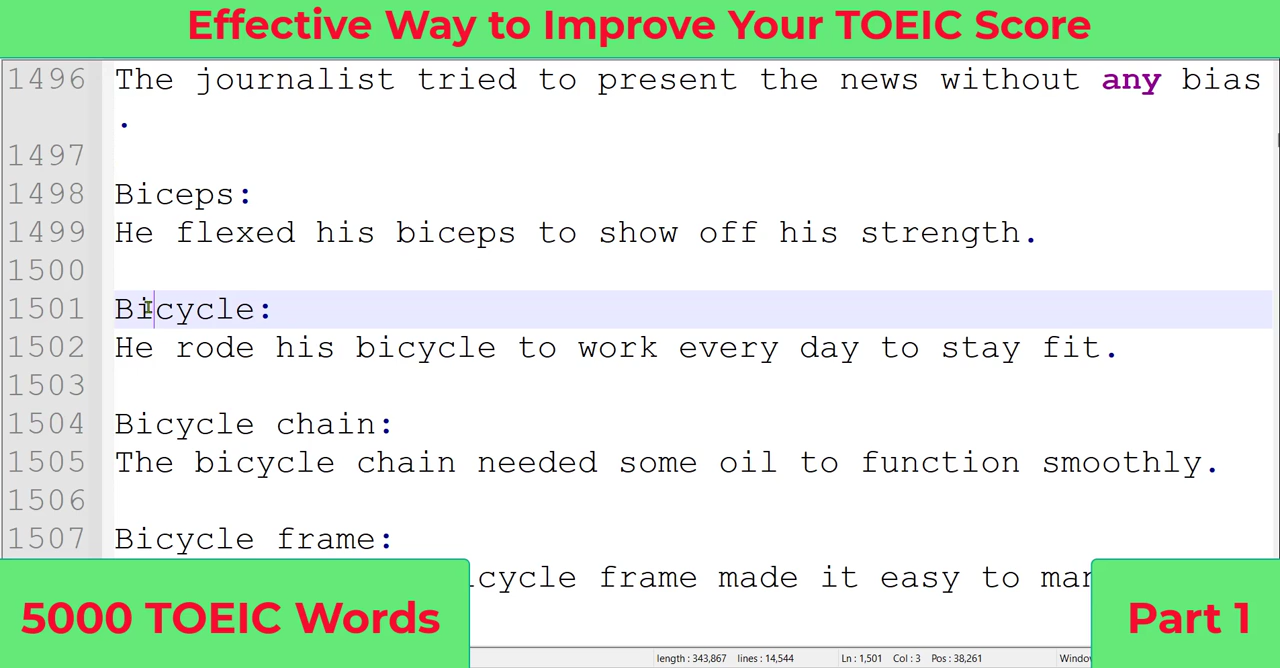 Effective Way to Improve Your TOEIC Score
1496 The journalist tried to present the news without any bias
.
1497
1498 Biceps:
1499 He flexed his biceps to show off his strength.
1500
1501 Bicycle:
1502 He rode his bicycle to work every day to stay fit.
1503
1504 Bicycle chain:
1505 The bicycle chain needed some oil to function smoothly.
1506
1507 Bicycle frame:
frame made it easy to
5000 TOEIC Words
Part 1
length : 343,867 lines : 14,544 Ln : 1,501 Col : 3 Pos : 38,261